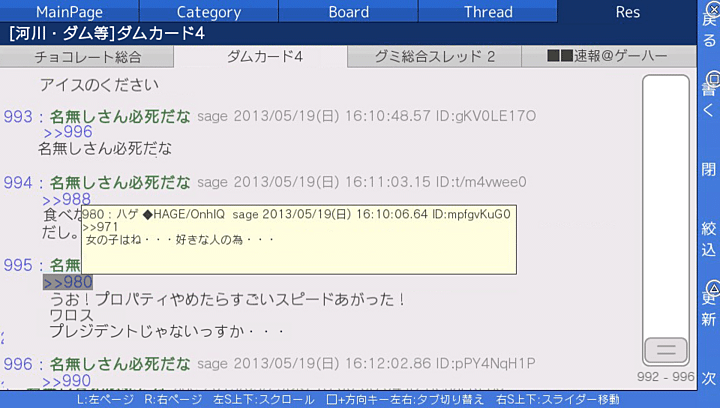 MainPage Category Board Thread Res
[河川・ダム等]ダムカード4
チョコレート総合 ダムカード4 グミ総合スレッド 2 ■■速報@ゲーハー
アイスのください
993 : 名無しさん必死だな sage 2013/05/19(日) 16:10:48.57 ID:gKV0LE17O
>>996
名無しさん必死だな
994 : 名無しさん必死だな sage 2013/05/19(日) 16:11:03.15 ID:t/m4vwee0
>>988
食べな
だし。
980 : ハゲ ◆HAGE/OnhIQ sage 2013/05/19(日) 16:10:06.64 ID:mpfgvKuG0
>>971
女の子はね・・・好きな人の為・・・
995 : 名無
>>980
うお！プロパティやめたらすごいスピードあがった！
ワロス
プレジデントじゃないっすか・・・
996 : 名無しさん必死だな sage 2013/05/19(日) 16:12:02.86 ID:pPY4NqH1P
>>990
992 - 996
戻る
書く
閉
絞込
更新
次
L:左ページ R:右ページ 左S上下:スクロール □+方向キー左右:タブ切り替え 右S上下:スライダー移動